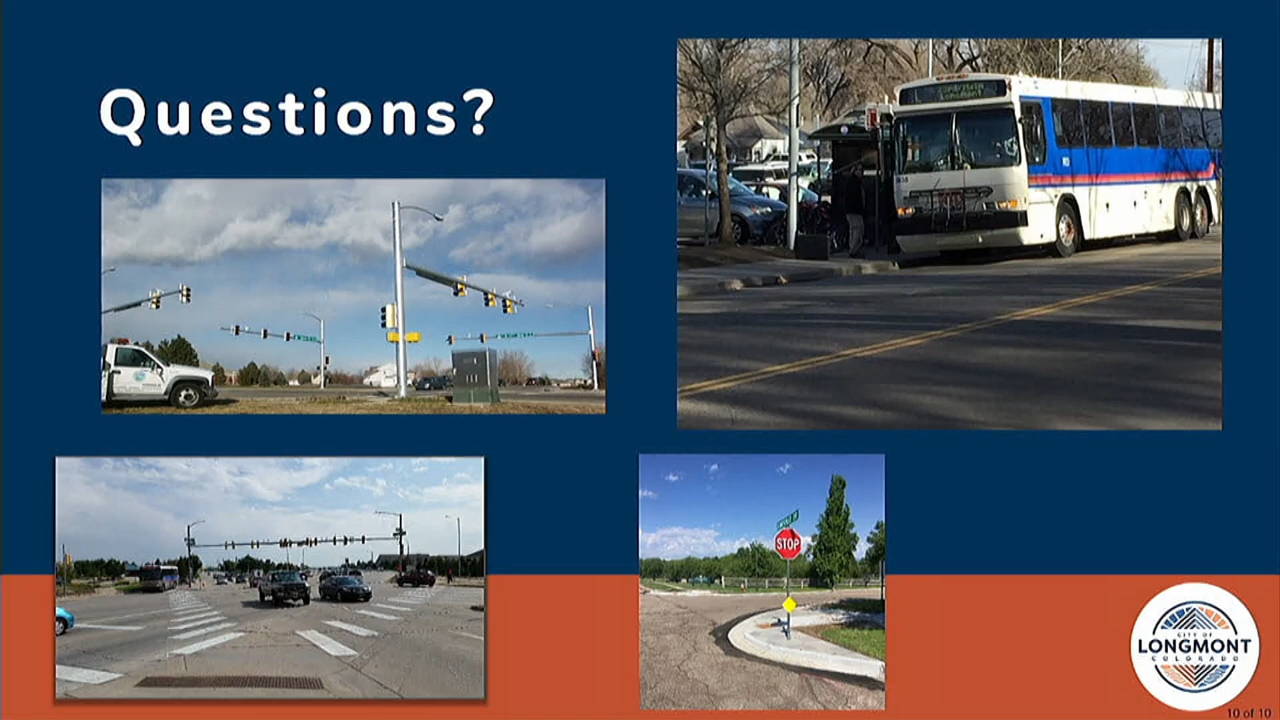 Questions?
STOP
CITY OF
LONGMONT
COLORADO
10 of 10